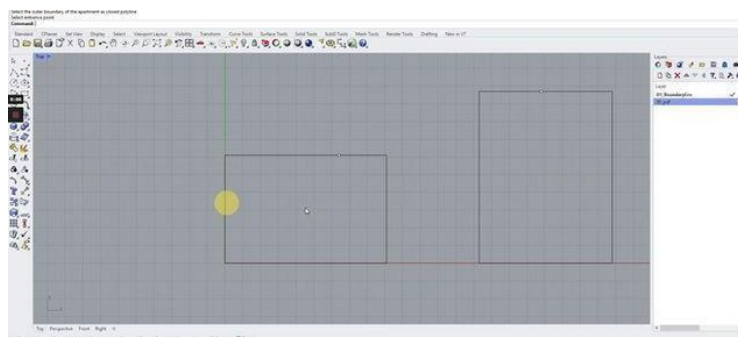 Select the outer boundary of the apartment as closed polyline
Select entrance point
Command:
Standard CPlanes Set View Display Select Viewport Layout Visibility Transform Curve Tools Surface Tools Solid Tools SubD Tools Mesh Tools Render Tools Drafting New in V7
Top
Layers
Layer
01_BoundaryCrv
Top Perspective Front Right